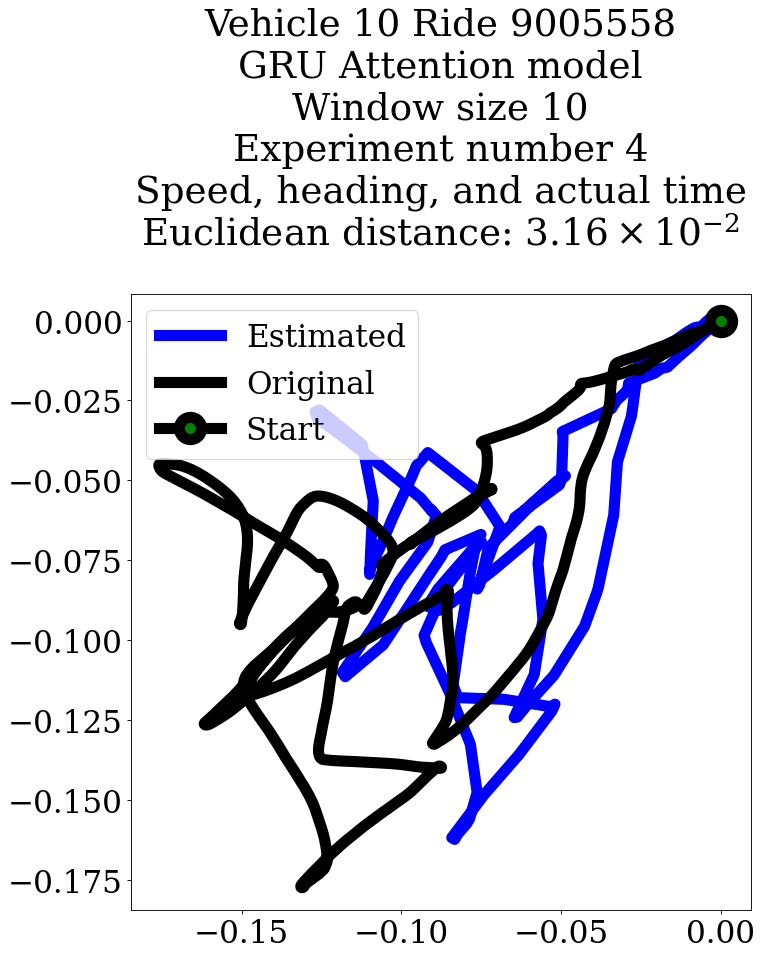 Vehicle 10 Ride 9005558
GRU Attention model
Window size 10
Experiment number 4
Speed, heading, and actual time
Euclidean distance: 3.16 × 10⁻²
Estimated
Original
Start
0.000
−0.025
−0.050
−0.075
−0.100
−0.125
−0.150
−0.175
−0.15
−0.10
−0.05
0.00